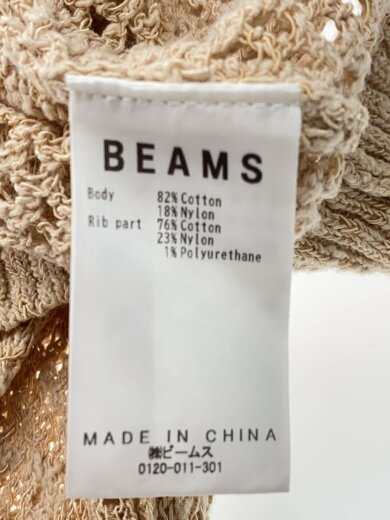 BEAMS
Body 82% Cotton
18% Nylon
Rib part 76% Cotton
23% Nylon
1% Polyurethane
MADE IN CHINA
㈱ビームス
0120-011-301